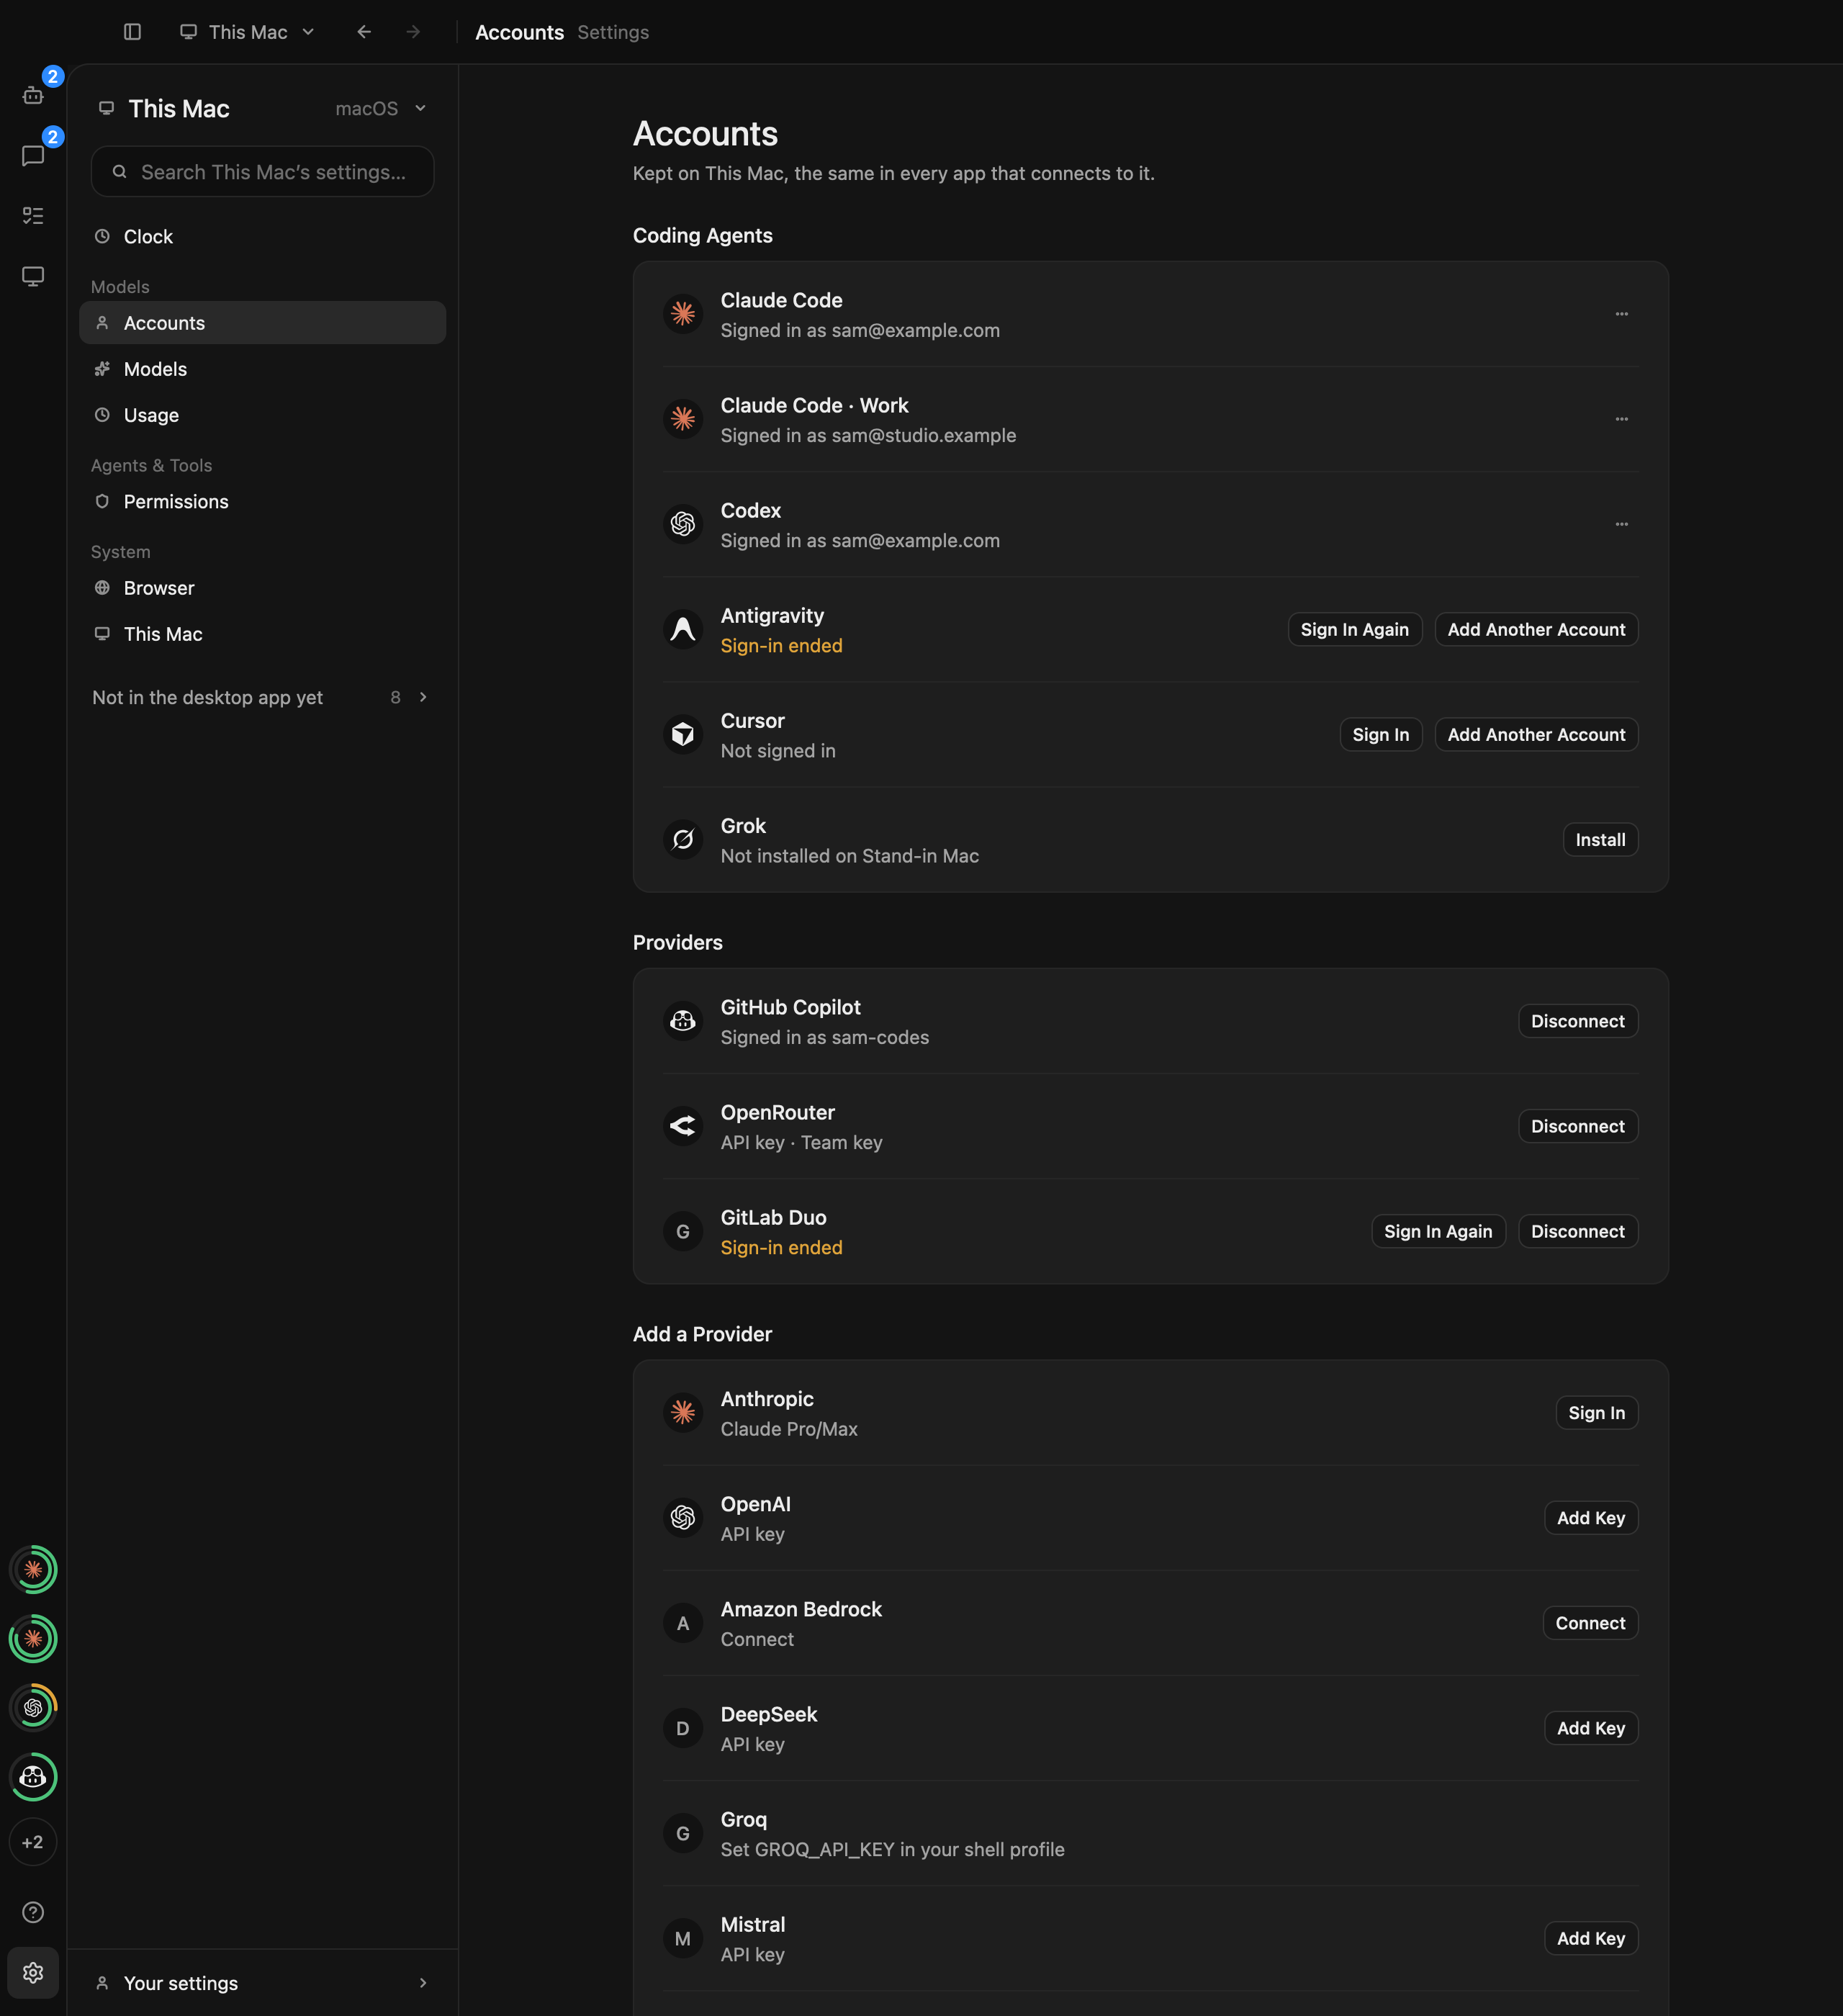 This Mac
Accounts Settings
2
2
This Mac macOS
Search This Mac’s settings...
Clock
Models
Accounts
Models
Usage
Agents & Tools
Permissions
System
Browser
This Mac
Not in the desktop app yet 8
+2
Your settings
Accounts
Kept on This Mac, the same in every app that connects to it.
Coding Agents
Claude Code
Signed in as sam@example.com
Claude Code · Work
Signed in as sam@studio.example
Codex
Signed in as sam@example.com
Antigravity
Sign-in ended
Sign In Again Add Another Account
Cursor
Not signed in
Sign In Add Another Account
Grok
Not installed on Stand-in Mac
Install
Providers
GitHub Copilot
Signed in as sam-codes
Disconnect
OpenRouter
API key · Team key
Disconnect
G
GitLab Duo
Sign-in ended
Sign In Again Disconnect
Add a Provider
Anthropic
Claude Pro/Max
Sign In
OpenAI
API key
Add Key
A
Amazon Bedrock
Connect
Connect
D
DeepSeek
API key
Add Key
G
Groq
Set GROQ_API_KEY in your shell profile
M
Mistral
API key
Add Key